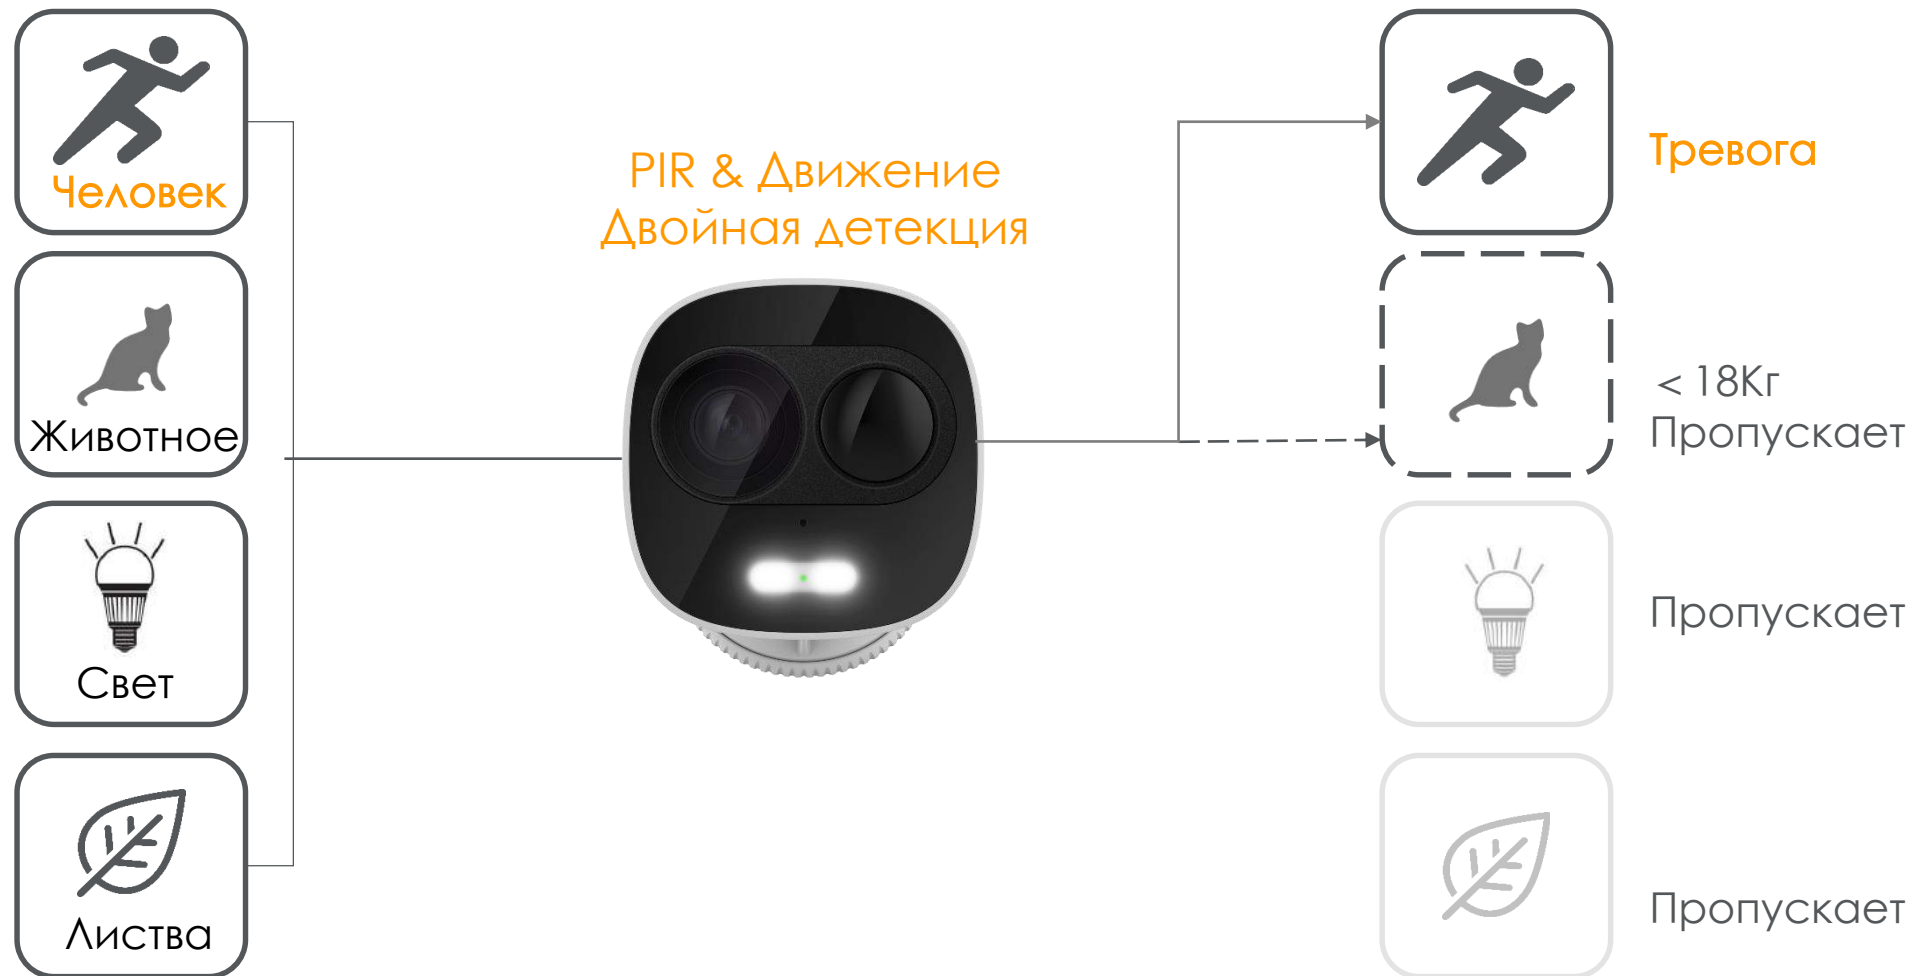 Человек
Животное
Свет
Листва
PIR & Движение
Двойная детекция
Тревога
< 18Кг
Пропускает
Пропускает
Пропускает